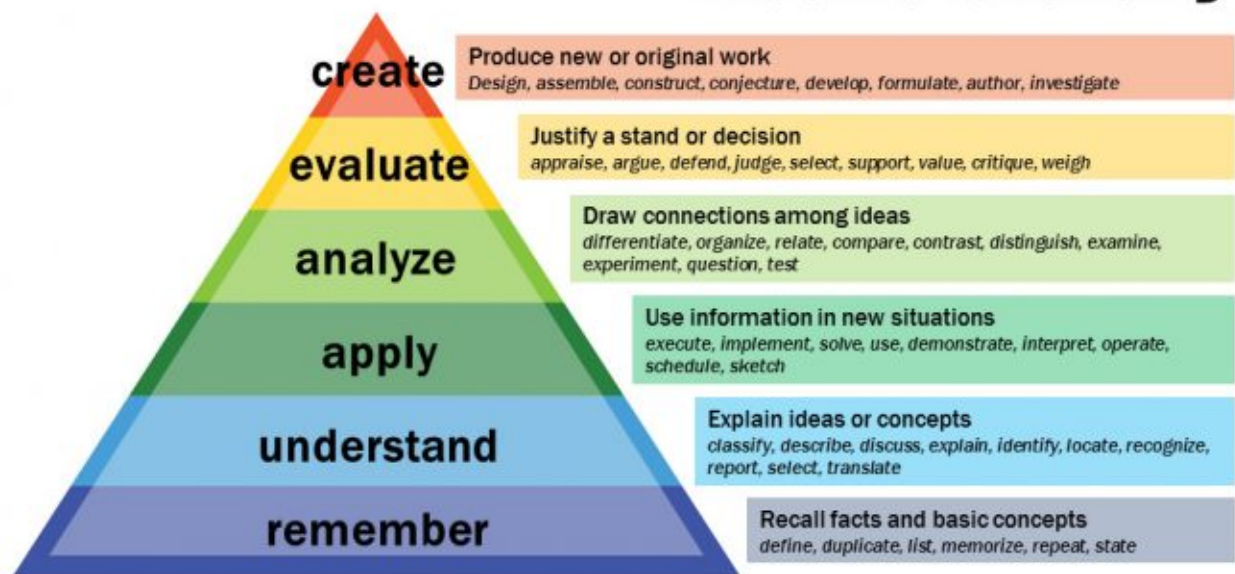 create
Produce new or original work
Design, assemble, construct, conjecture, develop, formulate, author, investigate
evaluate
Justify a stand or decision
appraise, argue, defend, judge, select, support, value, critique, weigh
analyze
Draw connections among ideas
differentiate, organize, relate, compare, contrast, distinguish, examine,
experiment, question, test
apply
Use information in new situations
execute, implement, solve, use, demonstrate, interpret, operate,
schedule, sketch
understand
Explain ideas or concepts
classify, describe, discuss, explain, identify, locate, recognize,
report, select, translate
remember
Recall facts and basic concepts
define, duplicate, list, memorize, repeat, state